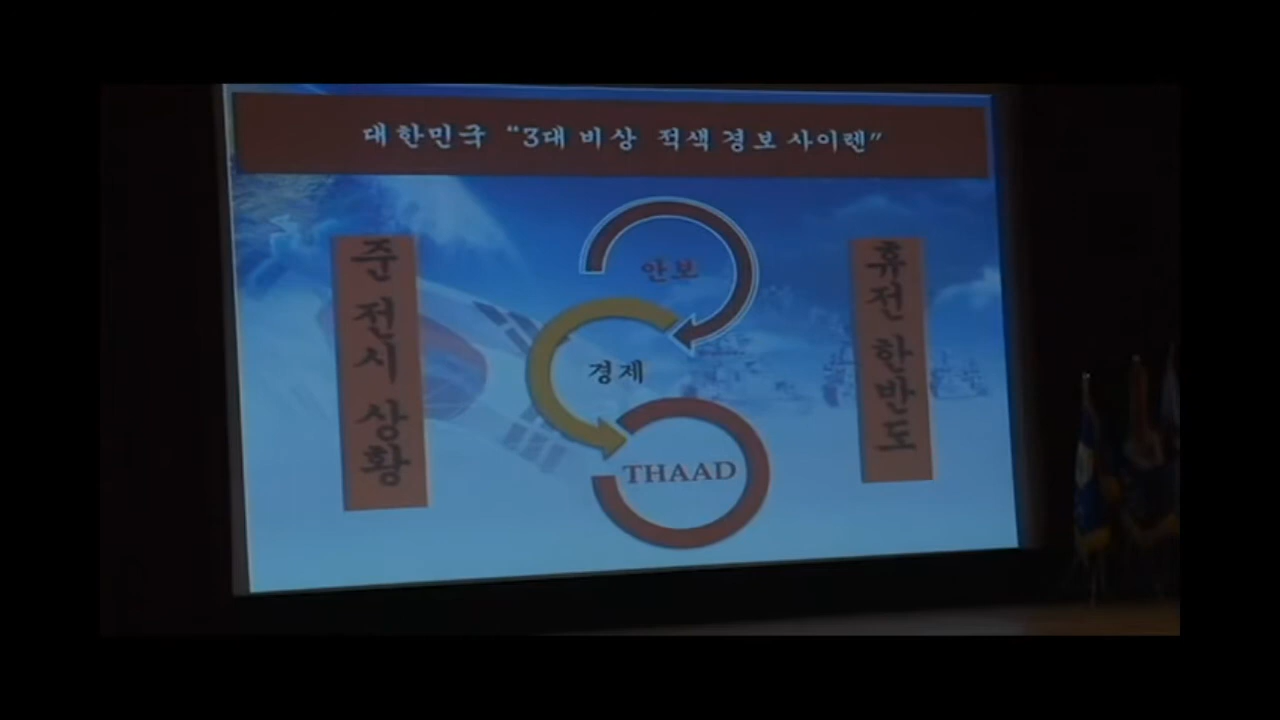 대한민국 “3대 비상 적색경보사이렌”
준 전시 상황
안보
경제
THAAD
휴전 한반도